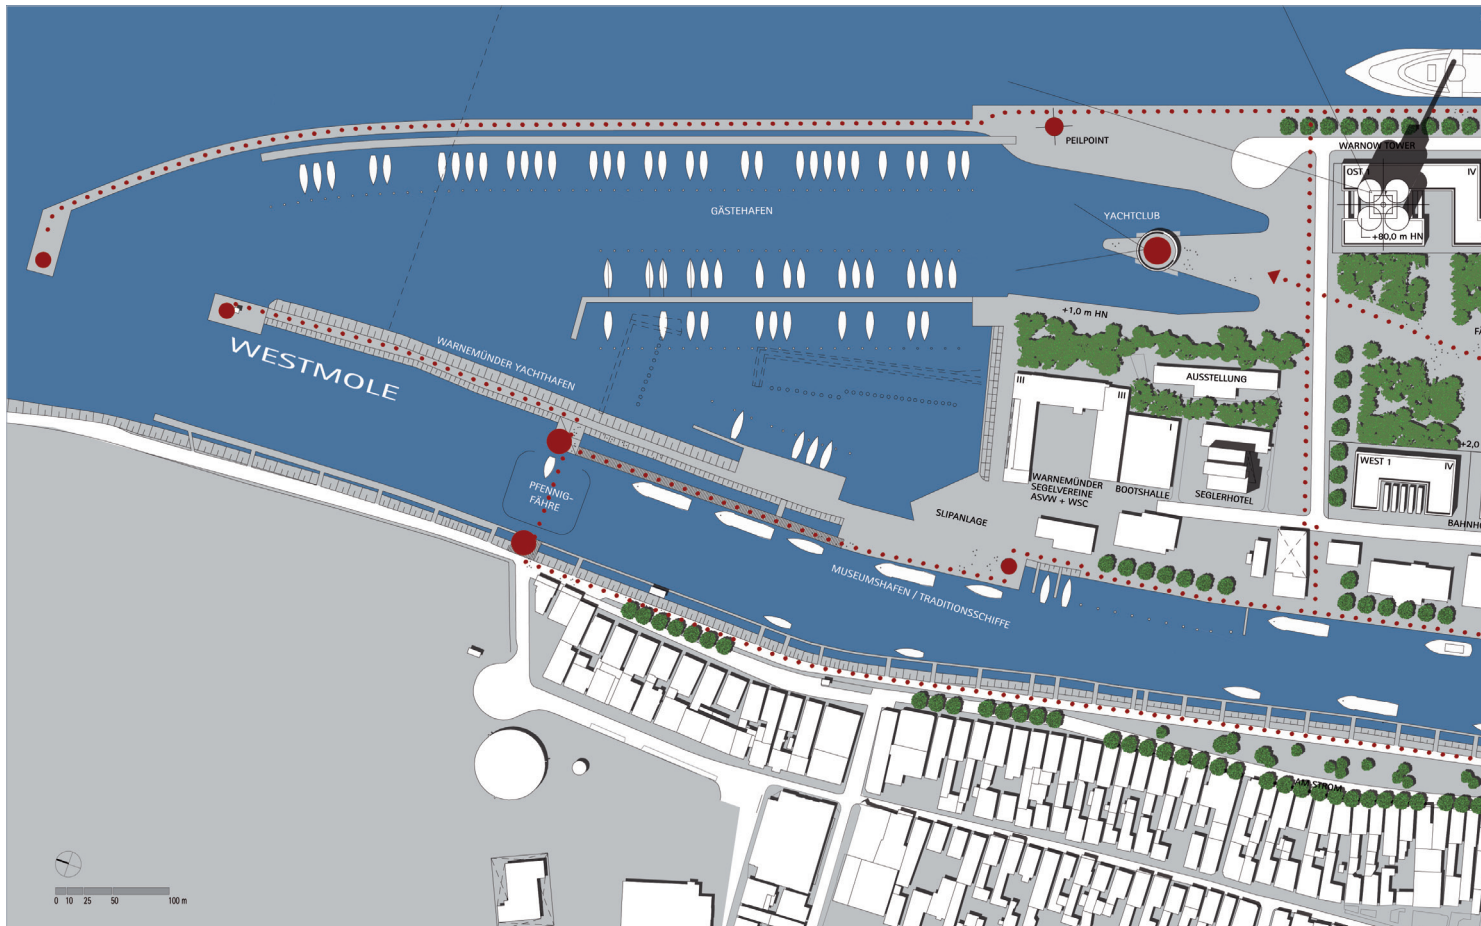 WARNOW TOWER
PEILPOINT
OST 1
IV
GÄSTEHAFEN
YACHTCLUB
+80,0 m HN
+1,0 m HN
WESTMOLE
WARNEMÜNDER YACHTHAFEN
III
III
I
AUSSTELLUNG
WEST 1
IV
+2,0
PFENNIG-
FÄHRE
WARNEMÜNDER
SEGELVEREINE
ASVW + WSC
BOOTSHALLE
SEGLERHOTEL
SLIPANLAGE
BAHNH
MUSEUMSHAFEN / TRADITIONSSCHIFFE
AM STROM
0 10 25 50 100 m